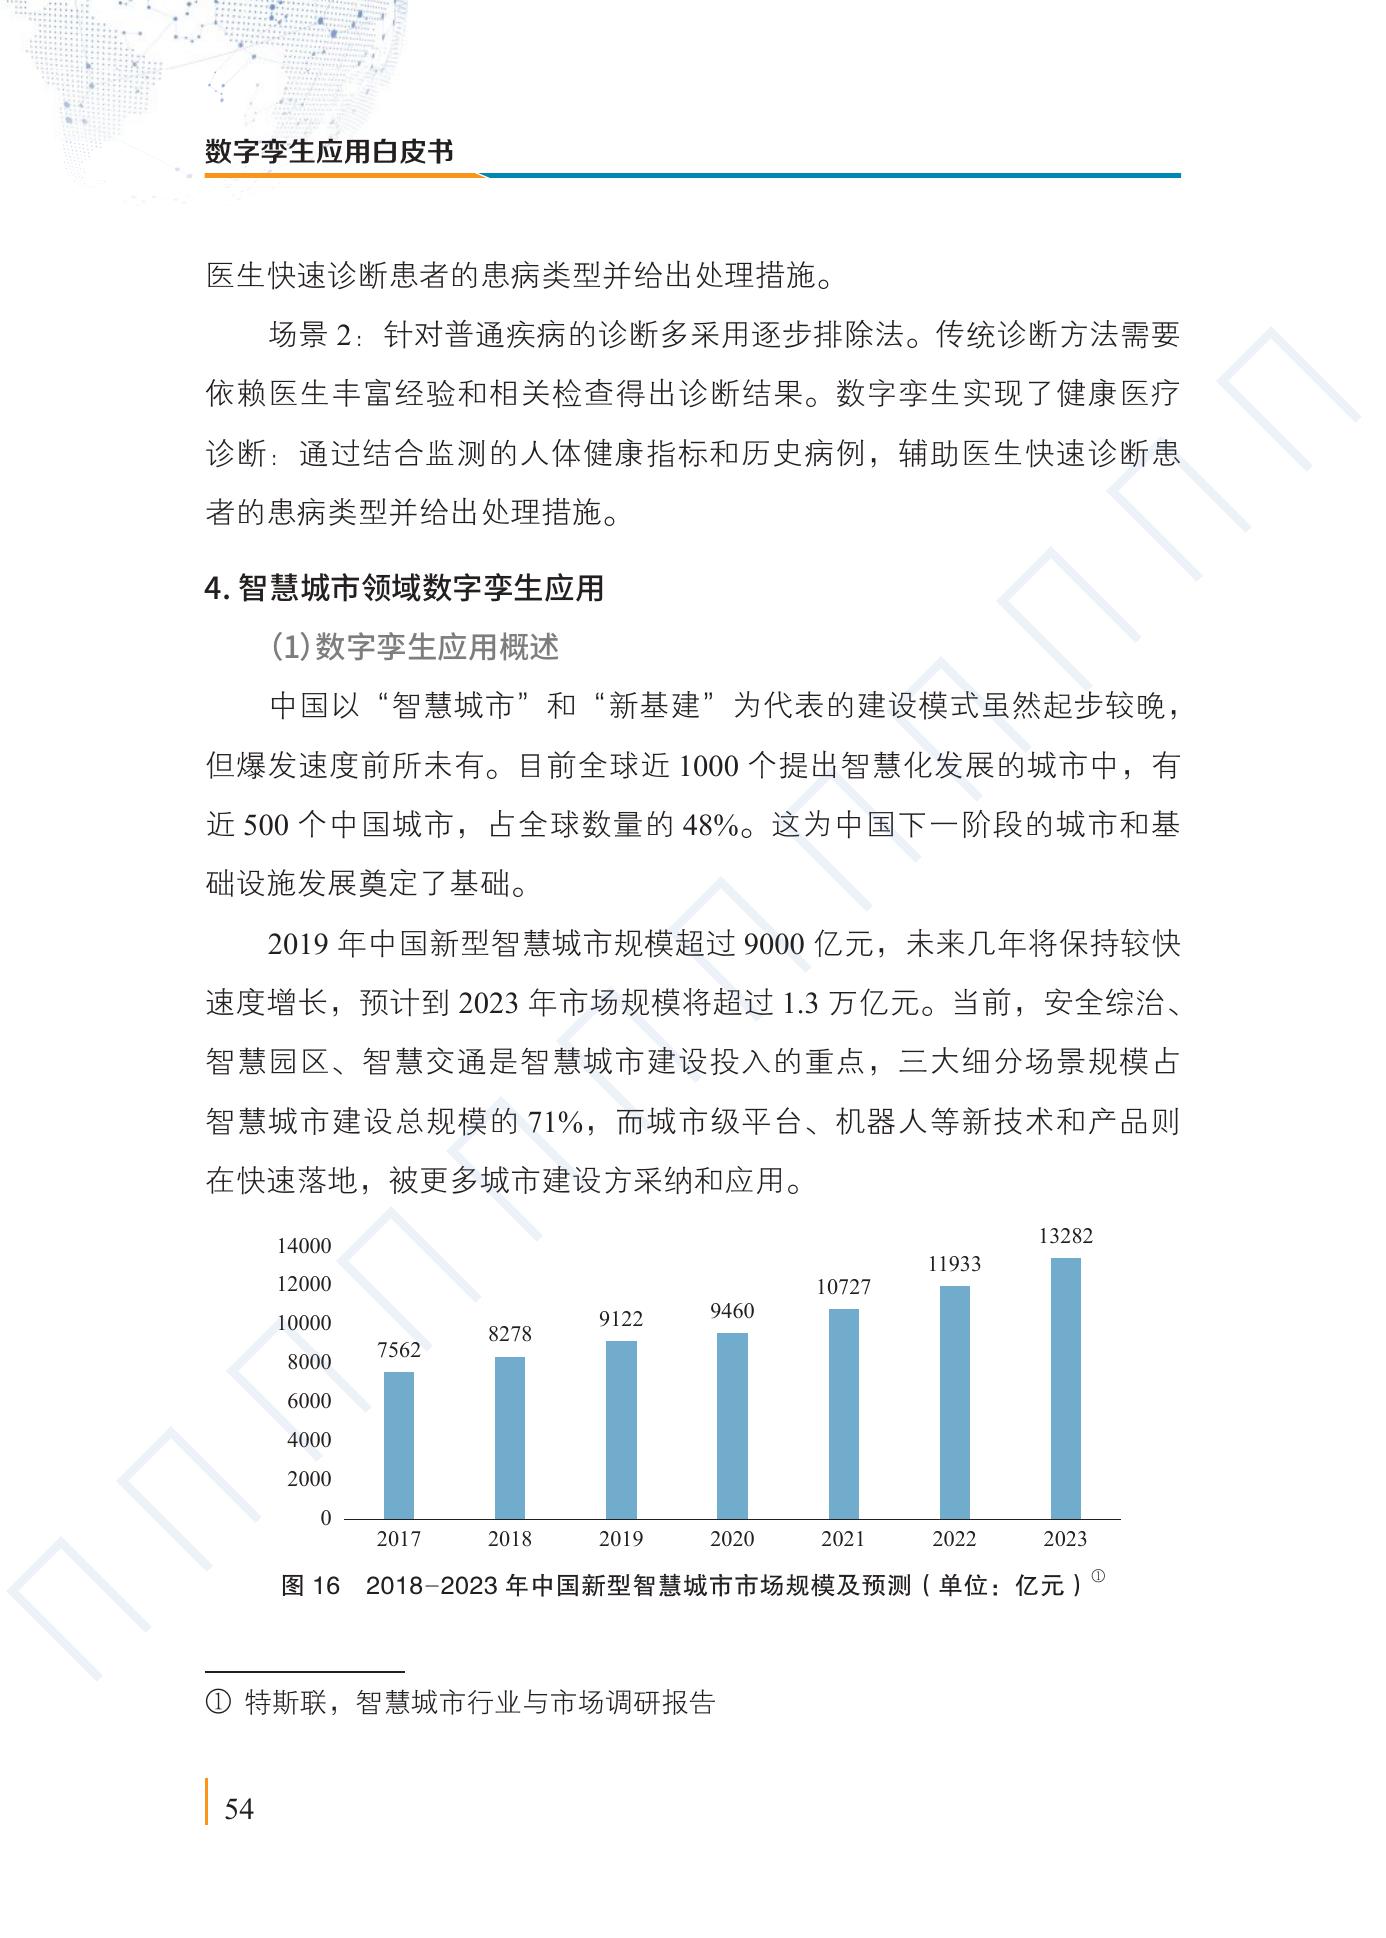 数字孪生应用白皮书
医生快速诊断患者的患病类型并给出处理措施。
场景 2：针对普通疾病的诊断多采用逐步排除法。传统诊断方法需要
依赖医生丰富经验和相关检查得出诊断结果。数字孪生实现了健康医疗
诊断：通过结合监测的人体健康指标和历史病例，辅助医生快速诊断患
者的患病类型并给出处理措施。
4. 智慧城市领域数字孪生应用
(1)数字孪生应用概述
中国以“智慧城市”和“新基建”为代表的建设模式虽然起步较晚，
但爆发速度前所未有。目前全球近 1000 个提出智慧化发展的城市中，有
近 500 个中国城市，占全球数量的 48%。这为中国下一阶段的城市和基
础设施发展奠定了基础。
2019 年中国新型智慧城市规模超过 9000 亿元，未来几年将保持较快
速度增长，预计到 2023 年市场规模将超过 1.3 万亿元。当前，安全综治、
智慧园区、智慧交通是智慧城市建设投入的重点，三大细分场景规模占
智慧城市建设总规模的 71%，而城市级平台、机器人等新技术和产品则
在快速落地，被更多城市建设方采纳和应用。
14000
12000
10000
8000
6000
4000
2000
0
7562
8278
9122
9460
10727
11933
13282
2017 2018 2019 2020 2021 2022 2023
图 16 2018–2023 年中国新型智慧城市市场规模及预测（单位：亿元）①
① 特斯联，智慧城市行业与市场调研报告
54